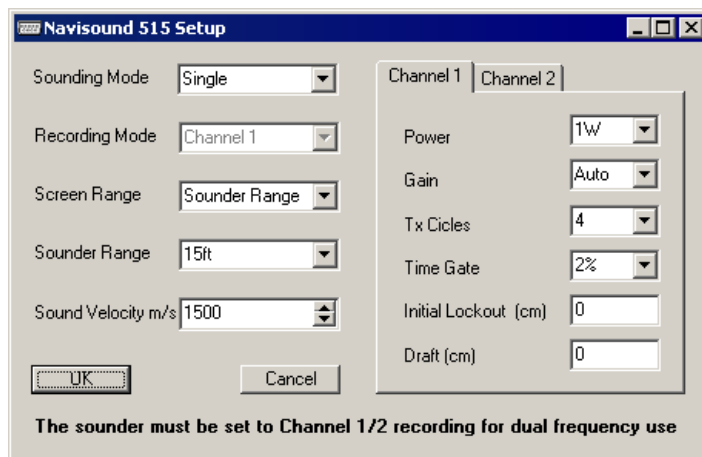 Navisound 515 Setup
Sounding Mode Single
Recording Mode Channel 1
Screen Range Sounder Range
Sounder Range 15ft
Sound Velocity m/s 1500
OK Cancel
Channel 1 Channel 2
Power 1W
Gain Auto
Tx Cicles 4
Time Gate 2%
Initial Lockout (cm) 0
Draft (cm) 0
The sounder must be set to Channel 1/2 recording for dual frequency use